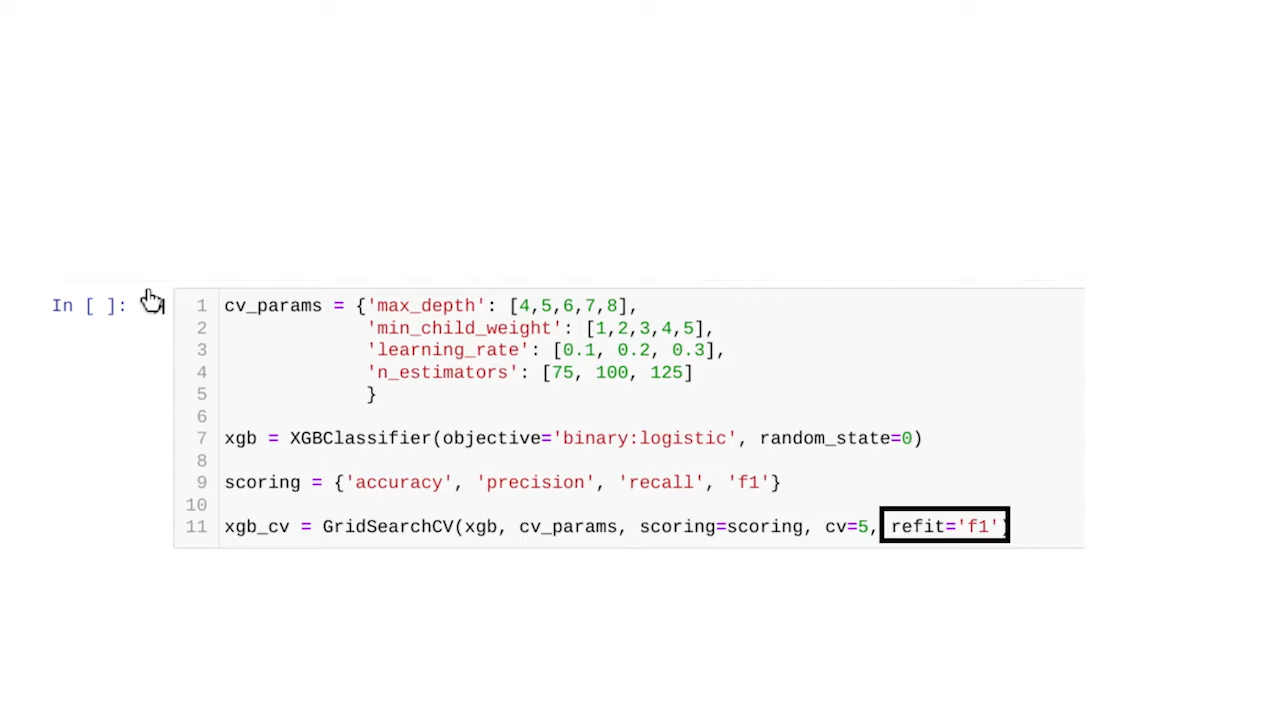 In [ ]:
1 cv_params = {'max_depth': [4,5,6,7,8],
2 'min_child_weight': [1,2,3,4,5],
3 'learning_rate': [0.1, 0.2, 0.3],
4 'n_estimators': [75, 100, 125]
5 }
6
7 xgb = XGBClassifier(objective='binary:logistic', random_state=0)
8
9 scoring = {'accuracy', 'precision', 'recall', 'f1'}
10
11 xgb_cv = GridSearchCV(xgb, cv_params, scoring=scoring, cv=5, refit='f1')